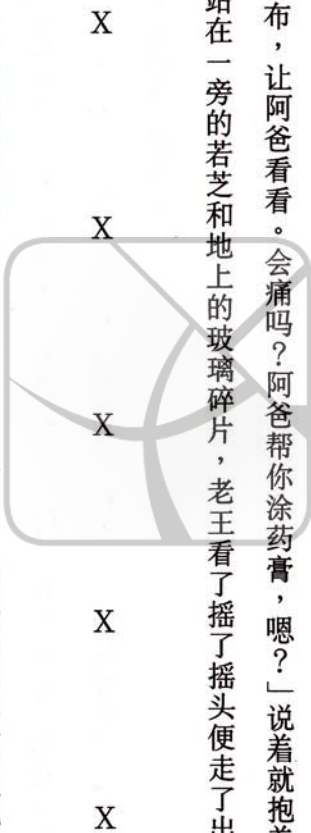 布，让阿爸看看。会痛吗？阿爸帮你涂药膏，嗯？」说着就抱
在一旁的若芝和地上的玻璃碎片，老王看了摇了摇头便走了
X X X X X